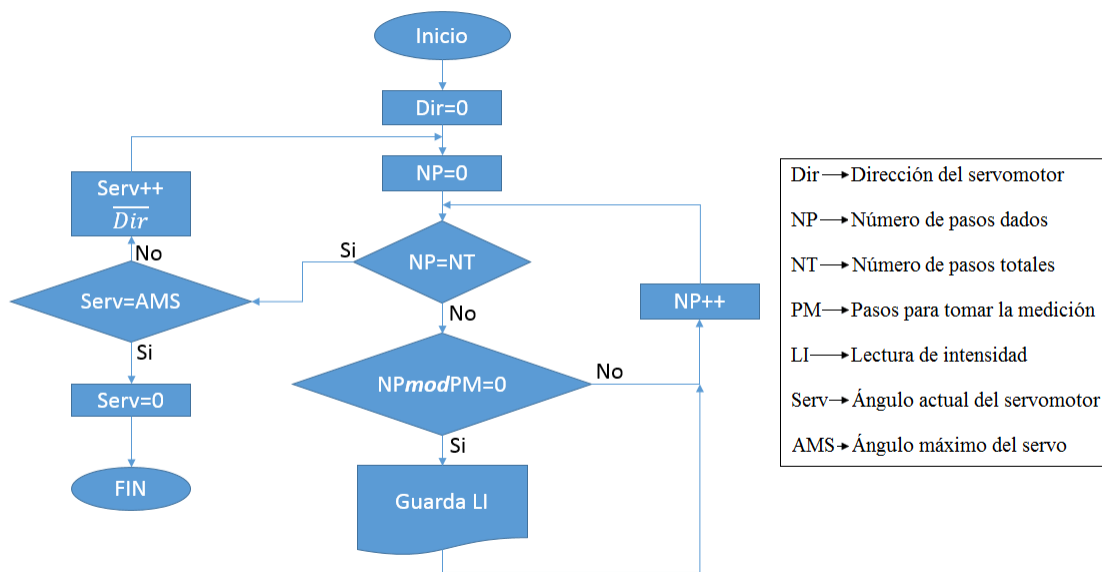 Inicio
Dir=0
NP=0
Serv++
Dir
No
Si
NP=NT
Serv=AMS
No
NP++
Si
NPmodPM=0
No
Serv=0
Si
FIN
Guarda LI
Dir→Dirección del servomotor
NP→Número de pasos dados
NT→Número de pasos totales
PM→Pasos para tomar la medición
LI→Lectura de intensidad
Serv→Ángulo actual del servomotor
AMS→Ángulo máximo del servo